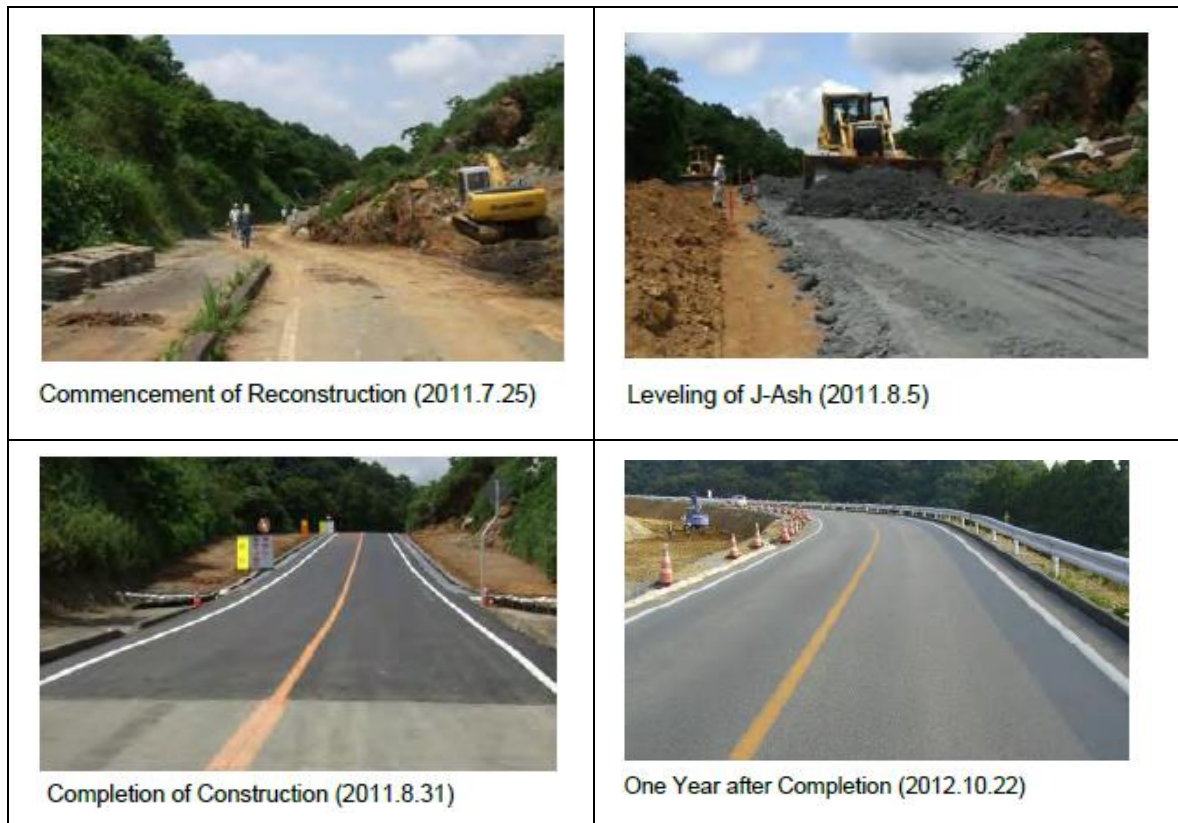 Commencement of Reconstruction (2011.7.25)
Leveling of J-Ash (2011.8.5)
Completion of Construction (2011.8.31)
One Year after Completion (2012.10.22)